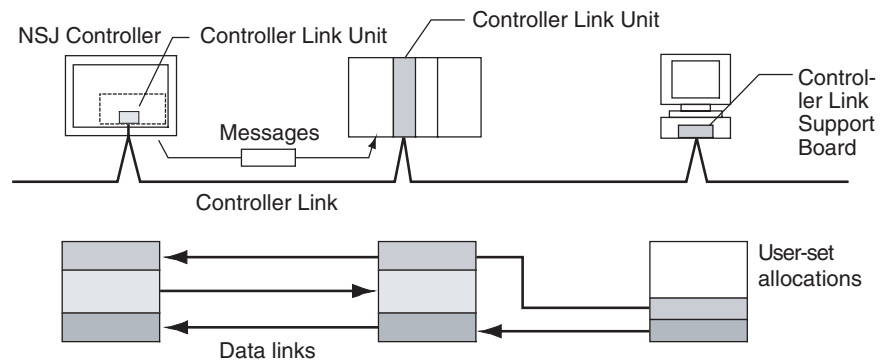 NSJ Controller
Controller Link Unit
Controller Link Unit
Control-
ler Link
Support
Board
Messages
Controller Link
User-set
allocations
Data links